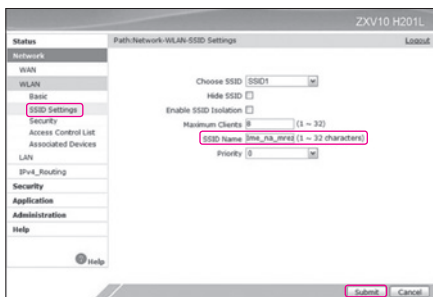 ZXV10 H201L
Path:Network-WLAN-SSID Settings
Logout
Status
Network
WAN
WLAN
Basic
SSID Settings
Security
Access Control List
Associated Devices
LAN
IPv4_Routing
Security
Application
Administration
Help
Help
Choose SSID SSID1
Hide SSID
Enable SSID Isolation
Maximum Clients 8 (1 ~ 32)
SSID Name Ime_na_mrez (1 ~ 32 characters)
Priority 0
Submit Cancel